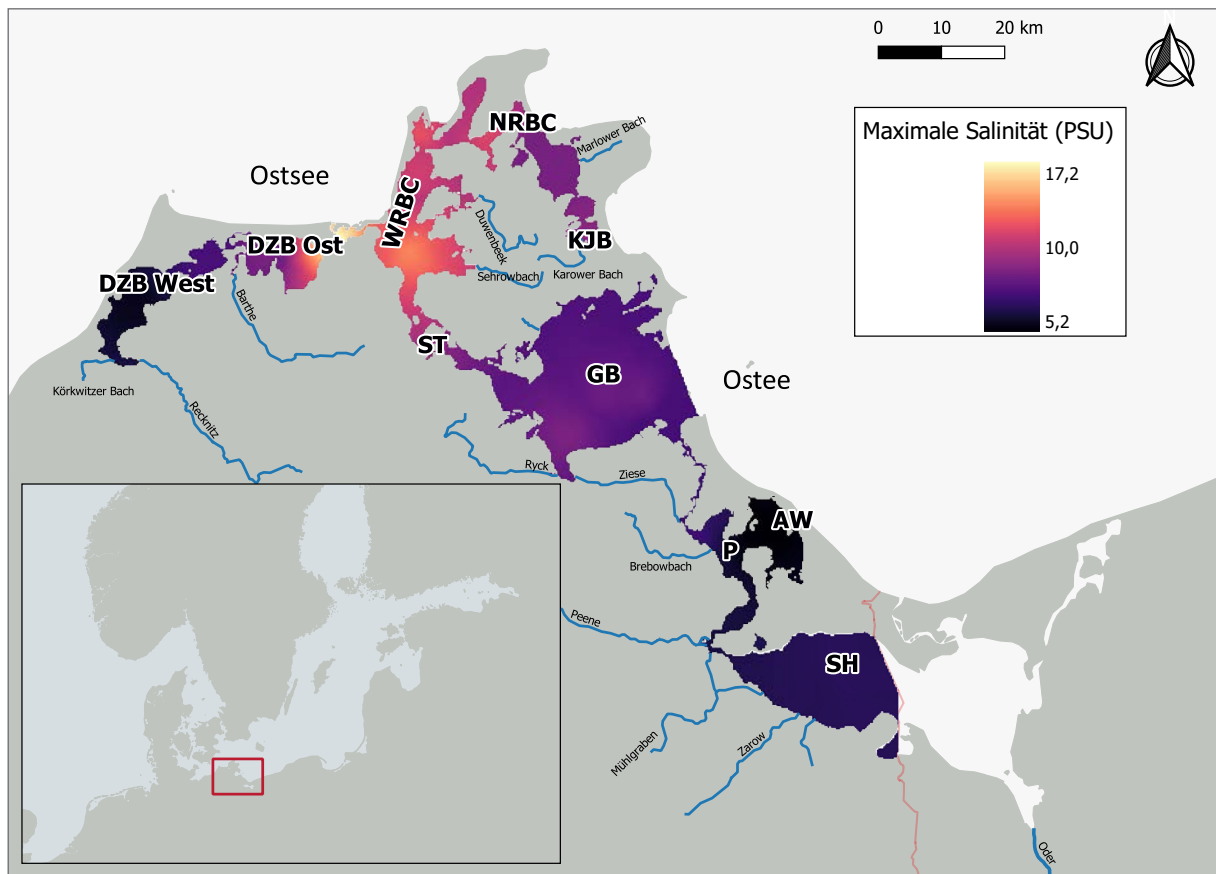 0 10 20 km
Maximale Salinität (PSU)
17,2
10,0
5,2
NRBC
Marlower Bach
Ostsee
WRBC
Duwenbeek
KJB
DZB Ost
Karower Bach
Sehrowbach
DZB West
Barthe
ST
GB
Ostee
Körkwitzer Bach
Recknitz
Ryck
Ziese
AW
P
Brebowbach
Peene
SH
Mühlgraben
Zarow
Oder